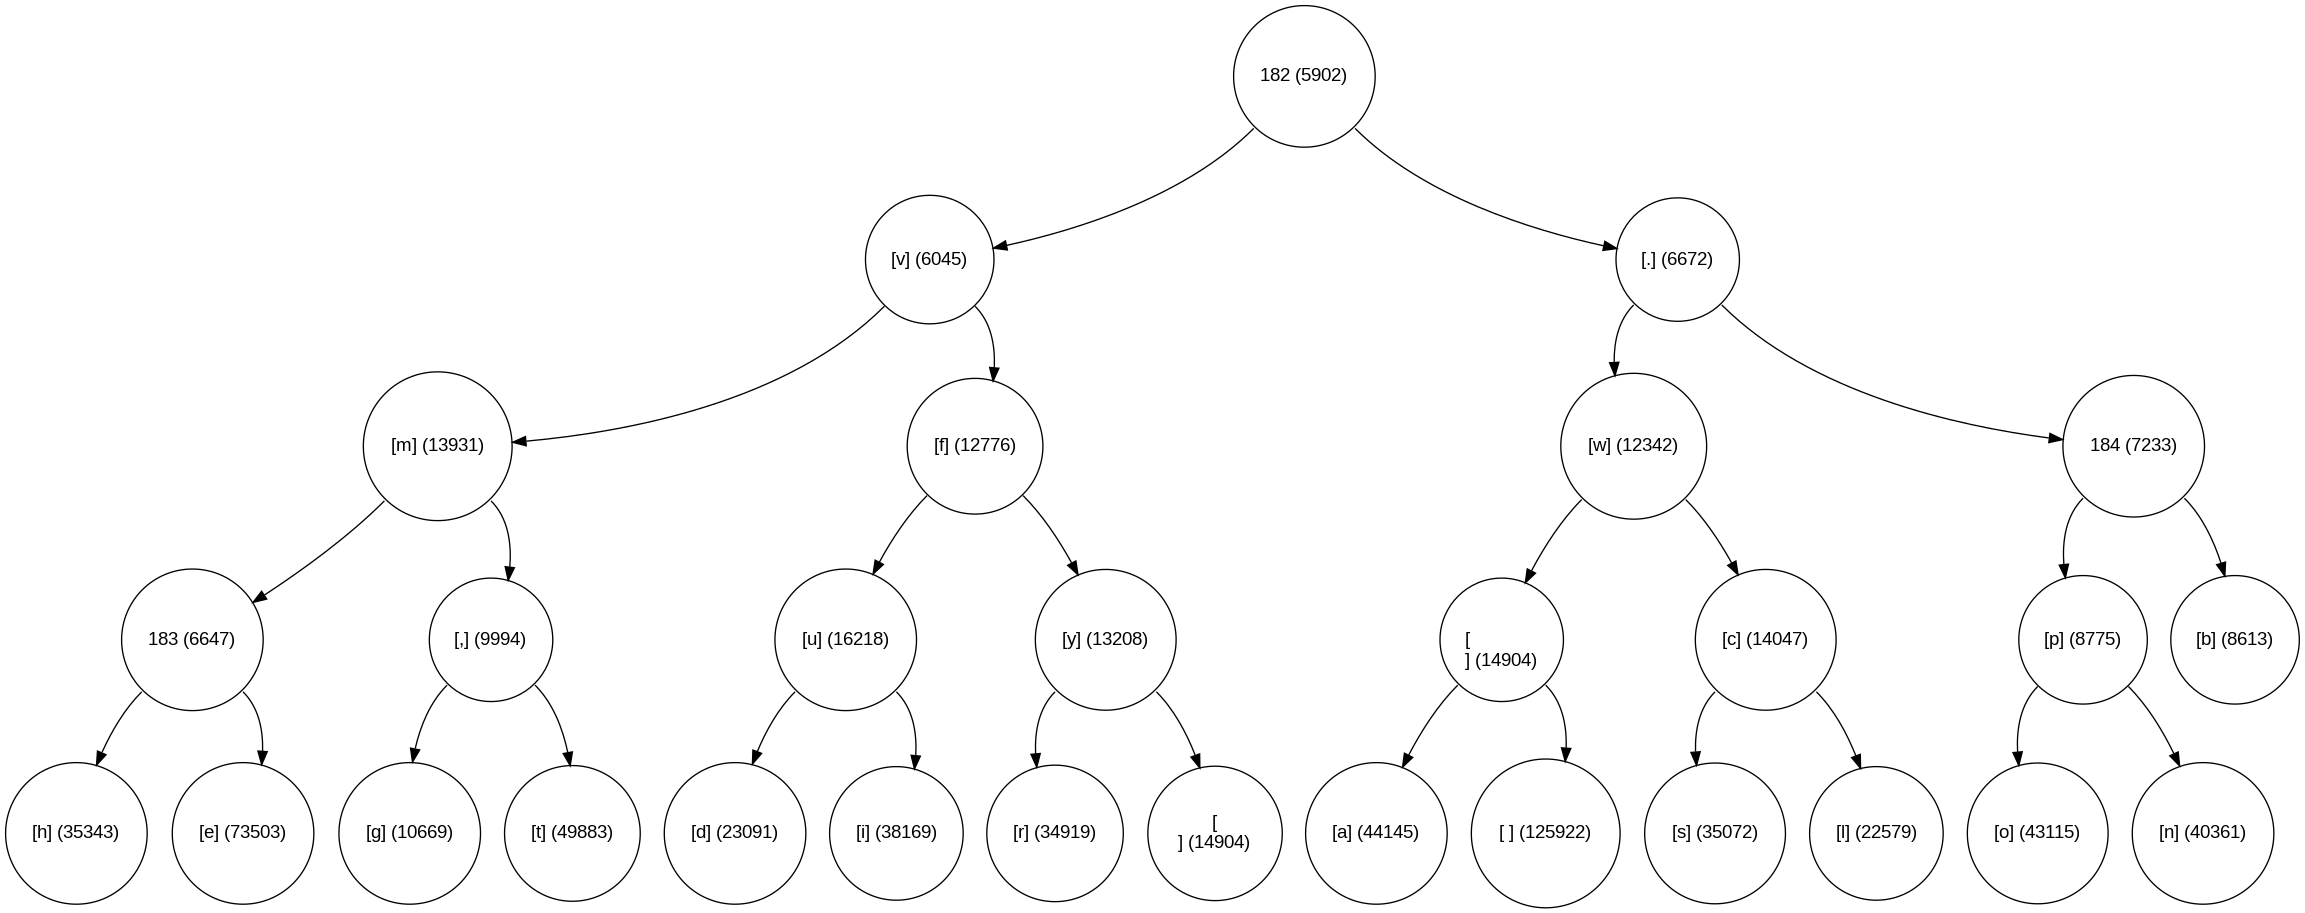 182 (5902)
[v] (6045)
[.] (6672)
[m] (13931)
[f] (12776)
[w] (12342)
184 (7233)
183 (6647)
[,] (9994)
[u] (16218)
[y] (13208)
[
] (14904)
[c] (14047)
[p] (8775)
[b] (8613)
[h] (35343)
[e] (73503)
[g] (10669)
[t] (49883)
[d] (23091)
[i] (38169)
[r] (34919)
[
] (14904)
[a] (44145)
[ ] (125922)
[s] (35072)
[l] (22579)
[o] (43115)
[n] (40361)